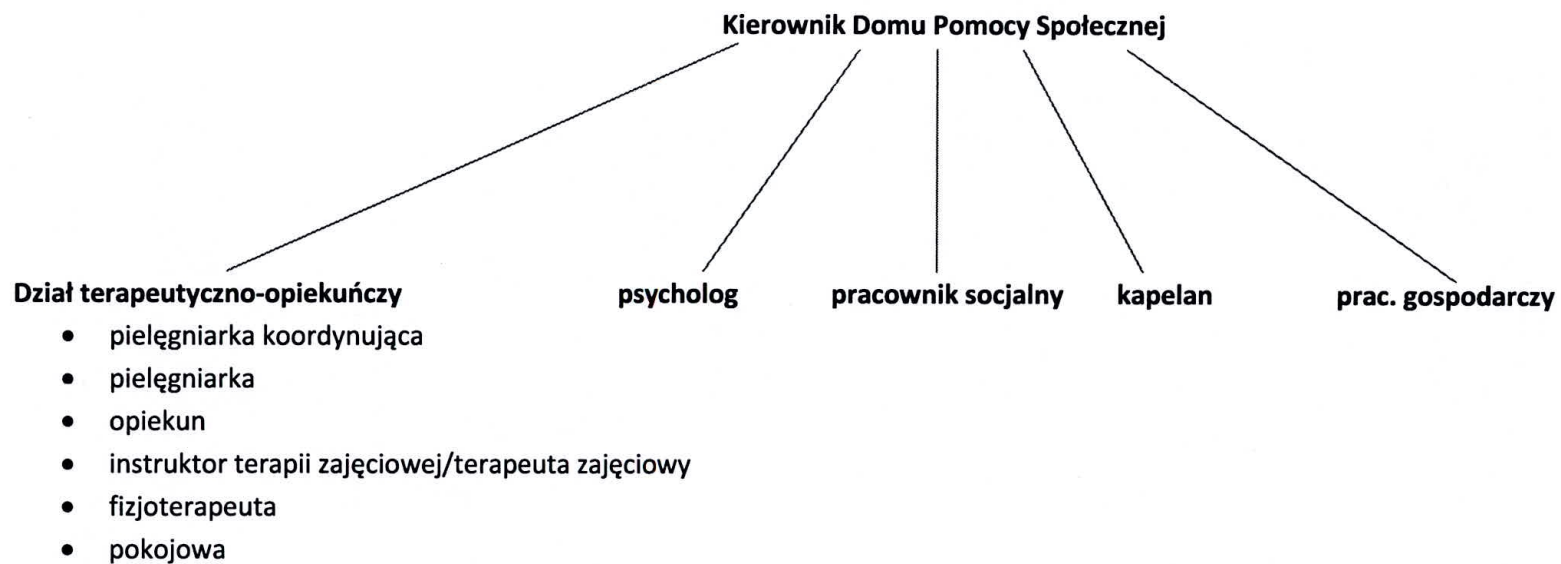 Kierownik Domu Pomocy Społecznej
Dział terapeutyczno-opiekuńczy psycholog pracownik socjalny kapelan prac. gospodarczy
• pielęgniarka koordynująca
• pielęgniarka
• opiekun
• instruktor terapii zajęciowej/terapeuta zajęciowy
• fizjoterapeuta
• pokojowa